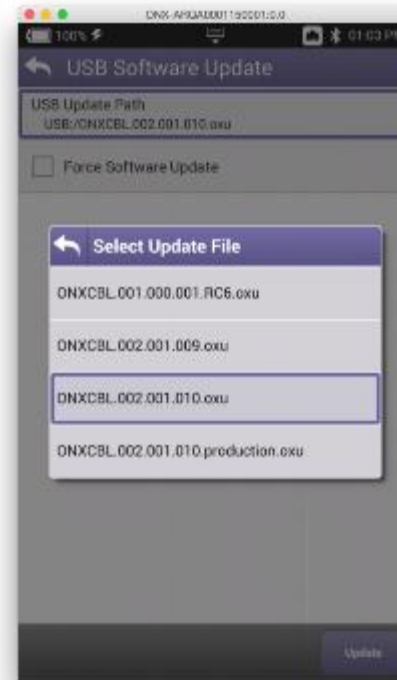 100%
01:03 PM
USB Software Update
USB Update Path
USB:/ONXCBL.002.001.010.oxu
Force Software Update
Select Update File
ONXCBL.001.000.001.RC6.oxu
ONXCBL.002.001.009.oxu
ONXCBL.002.001.010.oxu
ONXCBL.002.001.010.production.oxu
Update